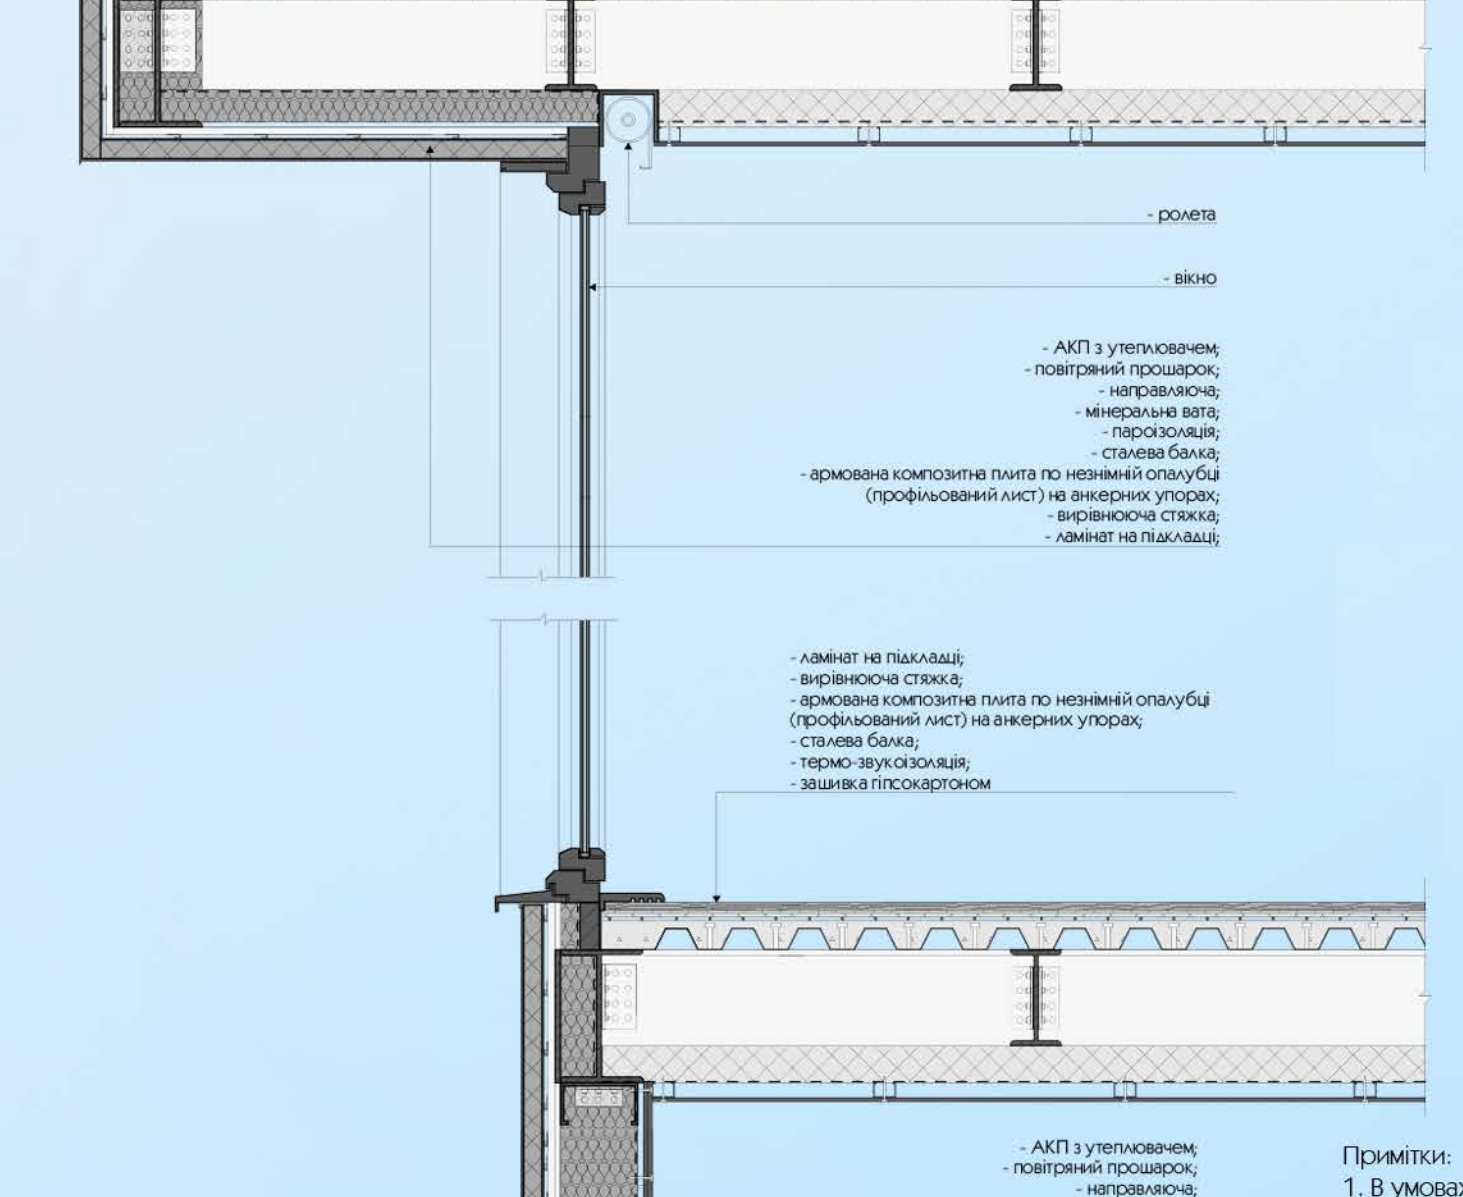 - ролета
- вікно
- АКП з утеплювачем;
- повітряний прошарок;
- направляюча;
- мінеральна вата;
- пароізоляція;
- сталева балка;
- армована композитна плита по незнімній опалубці
(профільований лист) на анкерних упорах;
- вирівнююча стяжка;
- ламінат на підкладці;
- ламінат на підкладці;
- вирівнююча стяжка;
- армована композитна плита по незнімній опалубці
(профільований лист) на анкерних упорах;
- сталева балка;
- термо-звукоізоляція;
- зашивка гіпсокартоном
- АКП з утеплювачем;
- повітряний прошарок;
- направляюча;
Примітки:
1. В умовах